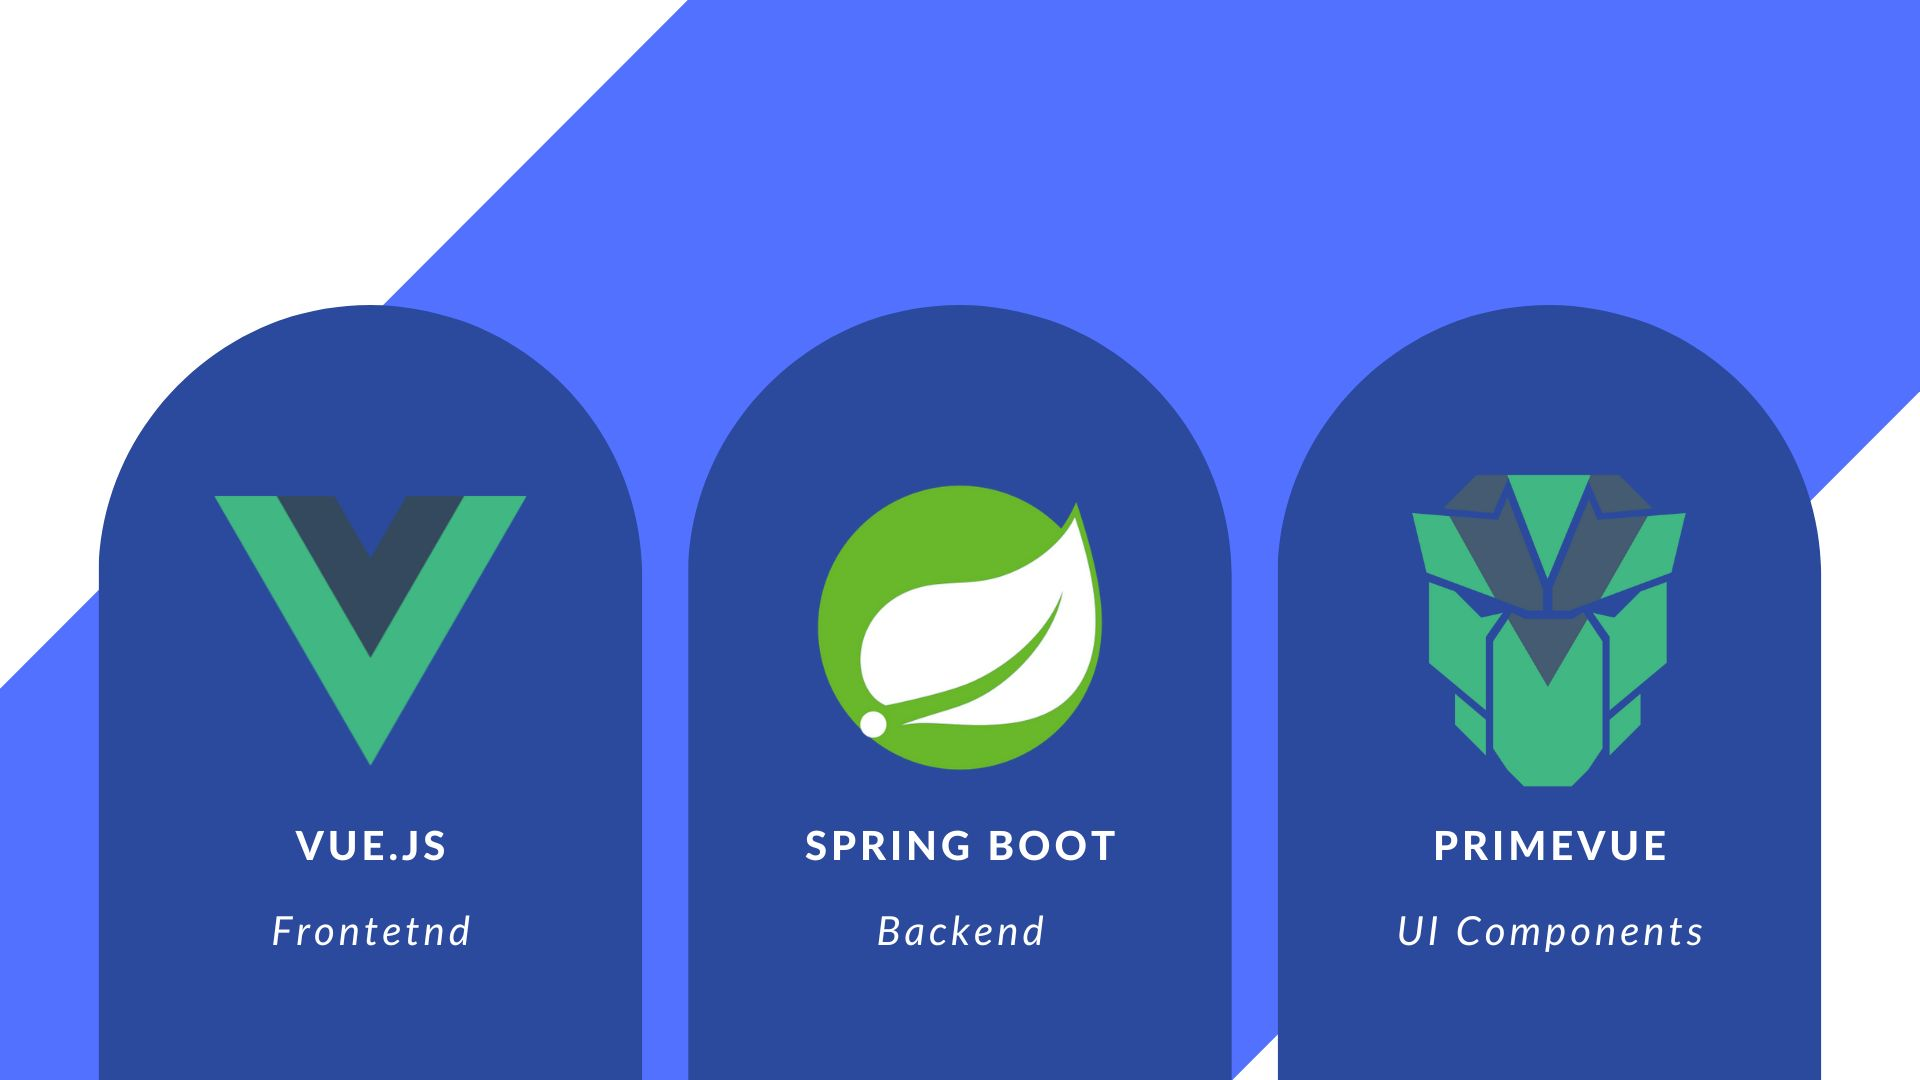 VUE.JS
Frontetnd
SPRING BOOT
Backend
PRIMEVUE
UI Components